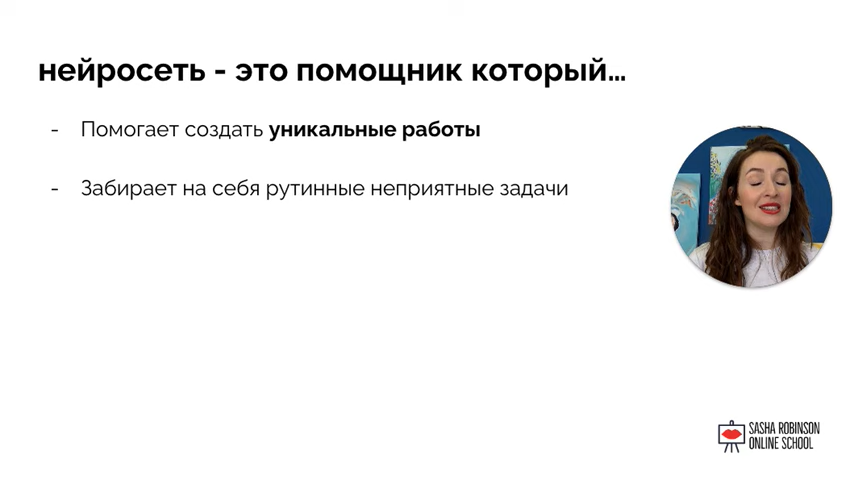 нейросеть - это помощник который...
- Помогает создать уникальные работы
- Забирает на себя рутинные неприятные задачи
SASHA ROBINSON
ONLINE SCHOOL